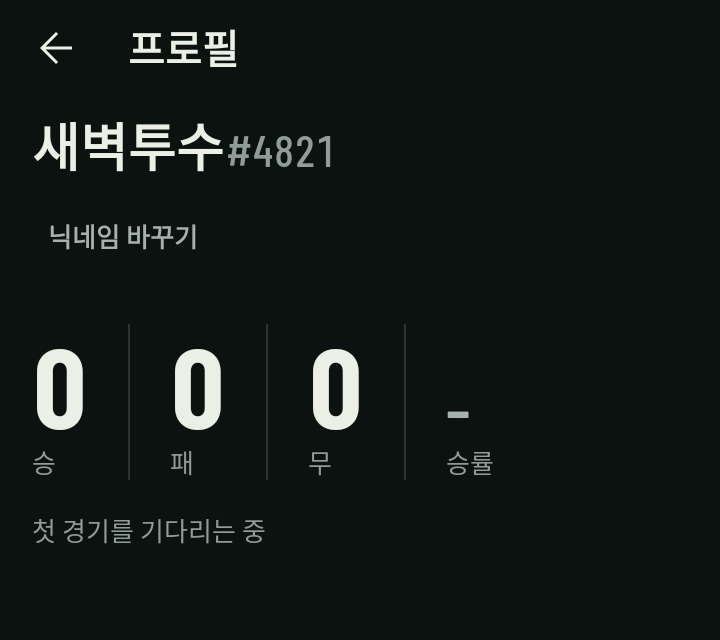 프로필
새벽투수#4821
닉네임 바꾸기
0 0 0 -
승 패 무 승률
첫 경기를 기다리는 중